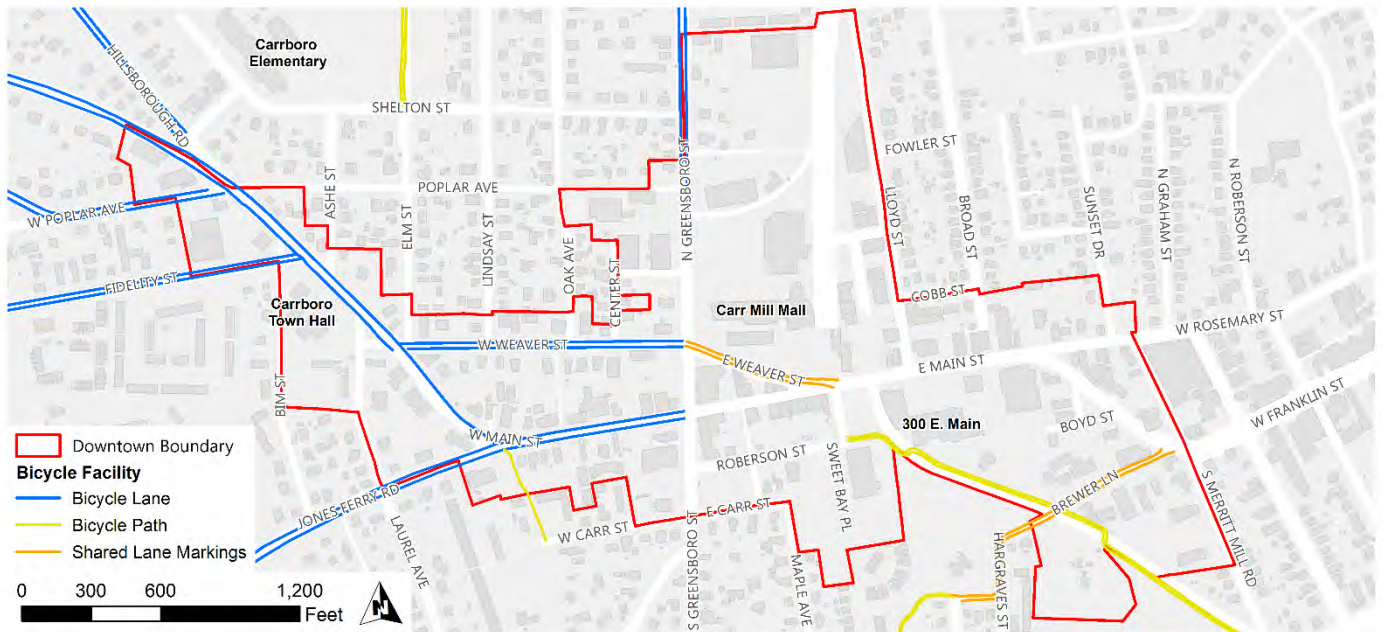 Carrboro
Elementary
HILLSBOROUGH RD
SHELTON ST
FOWLER ST
N GREENSBORO ST
N ROBERSON ST
N GRAHAM ST
POPLAR AVE
ASHE ST
ELM ST
LINDSAY ST
OAK AVE
CENTER ST
LLOYD ST
BROAD ST
SUNSET DR
W POPLAR AVE
FIDELITY ST
Carrboro
Town Hall
Carr Mill Mall
COBB ST
W ROSEMARY ST
W WEAVER ST
E WEAVER ST
E MAIN ST
W FRANKLIN ST
BIM ST
300 E. Main
BOYD ST
W MAIN ST
ROBERSON ST
SWEET BAY PL
BREWER LN
S MERRITT MILL RD
JONES FERRY RD
LAUREL AVE
W CARR ST
E CARR ST
S GREENSBORO ST
MAPLE AVE
HARGRAVES ST
Downtown Boundary
Bicycle Facility
Bicycle Lane
Bicycle Path
Shared Lane Markings
0 300 600 1,200
Feet
N